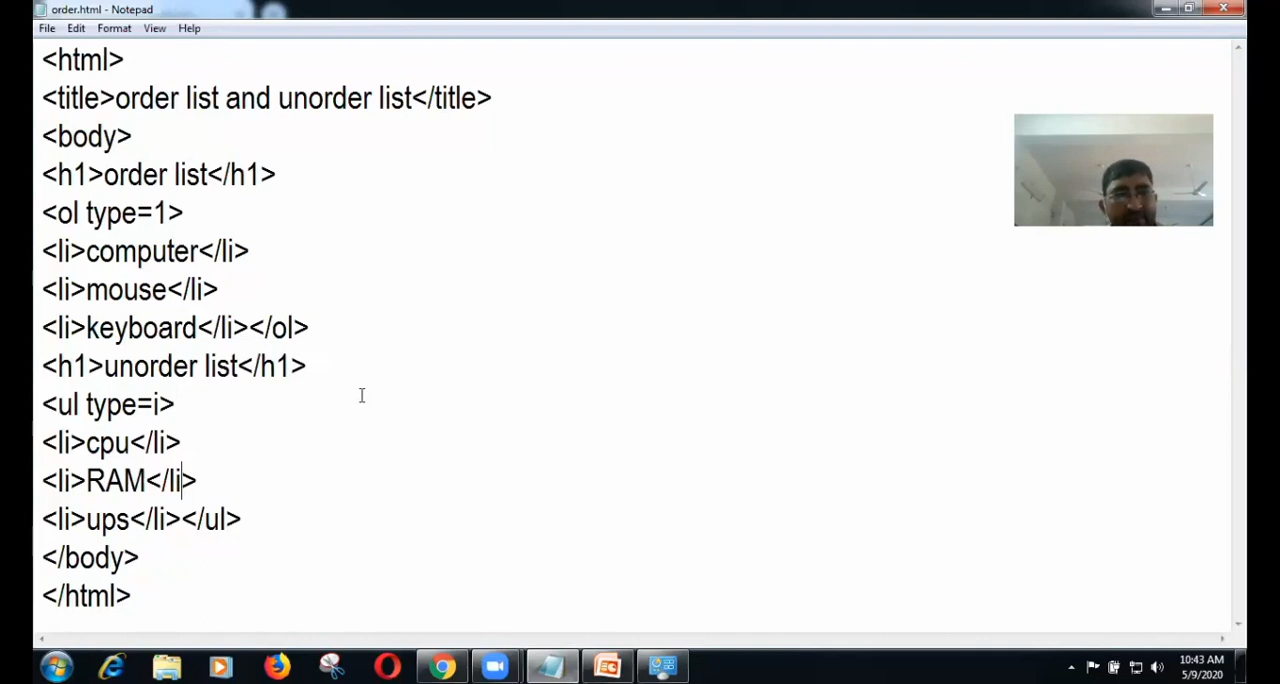 order.html - Notepad
File Edit Format View Help
<html>
<title>order list and unorder list</title>
<body>
<h1>order list</h1>
<ol type=1>
<li>computer</li>
<li>mouse</li>
<li>keyboard</li></ol>
<h1>unorder list</h1>
<ul type=i>
<li>cpu</li>
<li>RAM</li>
<li>ups</li></ul>
</body>
</html>
10:43 AM
5/9/2020